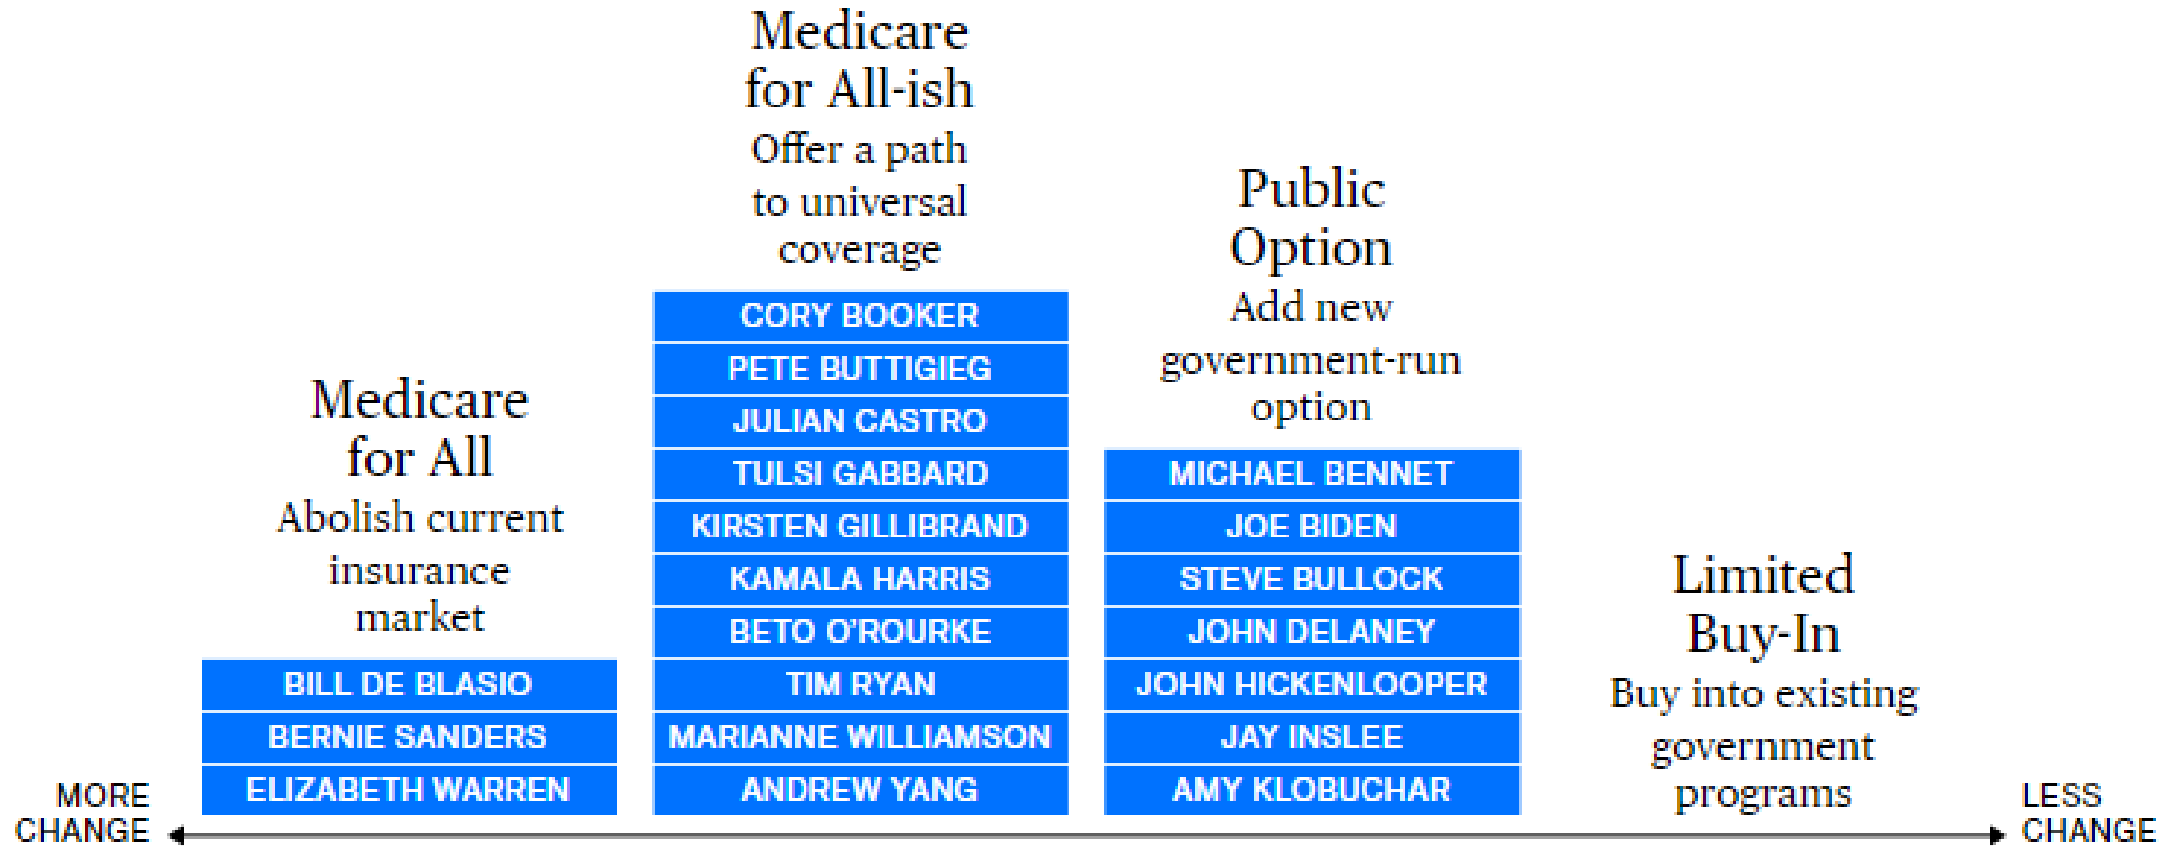 Medicare
for All
Abolish current
insurance
market
BILL DE BLASIO
BERNIE SANDERS
ELIZABETH WARREN
Medicare
for All-ish
Offer a path
to universal
coverage
CORY BOOKER
PETE BUTTIGIEG
JULIAN CASTRO
TULSI GABBARD
KIRSTEN GILLIBRAND
KAMALA HARRIS
BETO O'ROURKE
TIM RYAN
MARIANNE WILLIAMSON
ANDREW YANG
Public
Option
Add new
government-run
option
MICHAEL BENNET
JOE BIDEN
STEVE BULLOCK
JOHN DELANEY
JOHN HICKENLOOPER
JAY INSLEE
AMY KLOBUCHAR
Limited
Buy-In
Buy into existing
government
programs
MORE
CHANGE
LESS
CHANGE